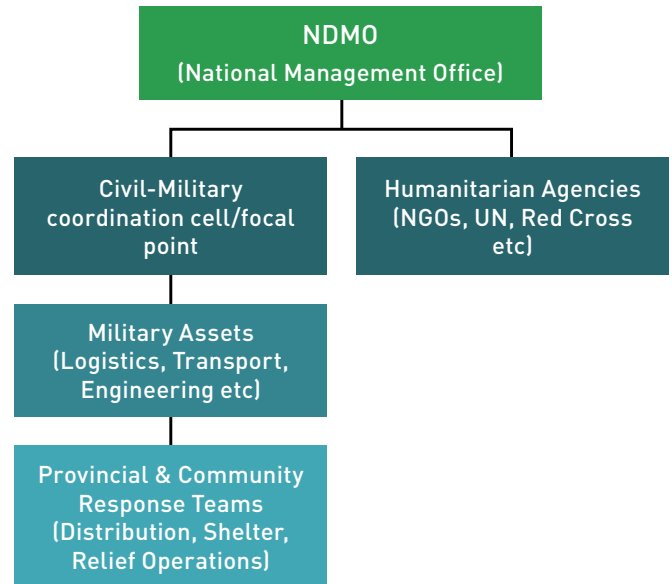 NDMO
(National Management Office)
Civil-Military
coordination cell/focal
point
Humanitarian Agencies
(NGOs, UN, Red Cross
etc)
Military Assets
(Logistics, Transport,
Engineering etc)
Provincial & Community
Response Teams
(Distribution, Shelter,
Relief Operations)